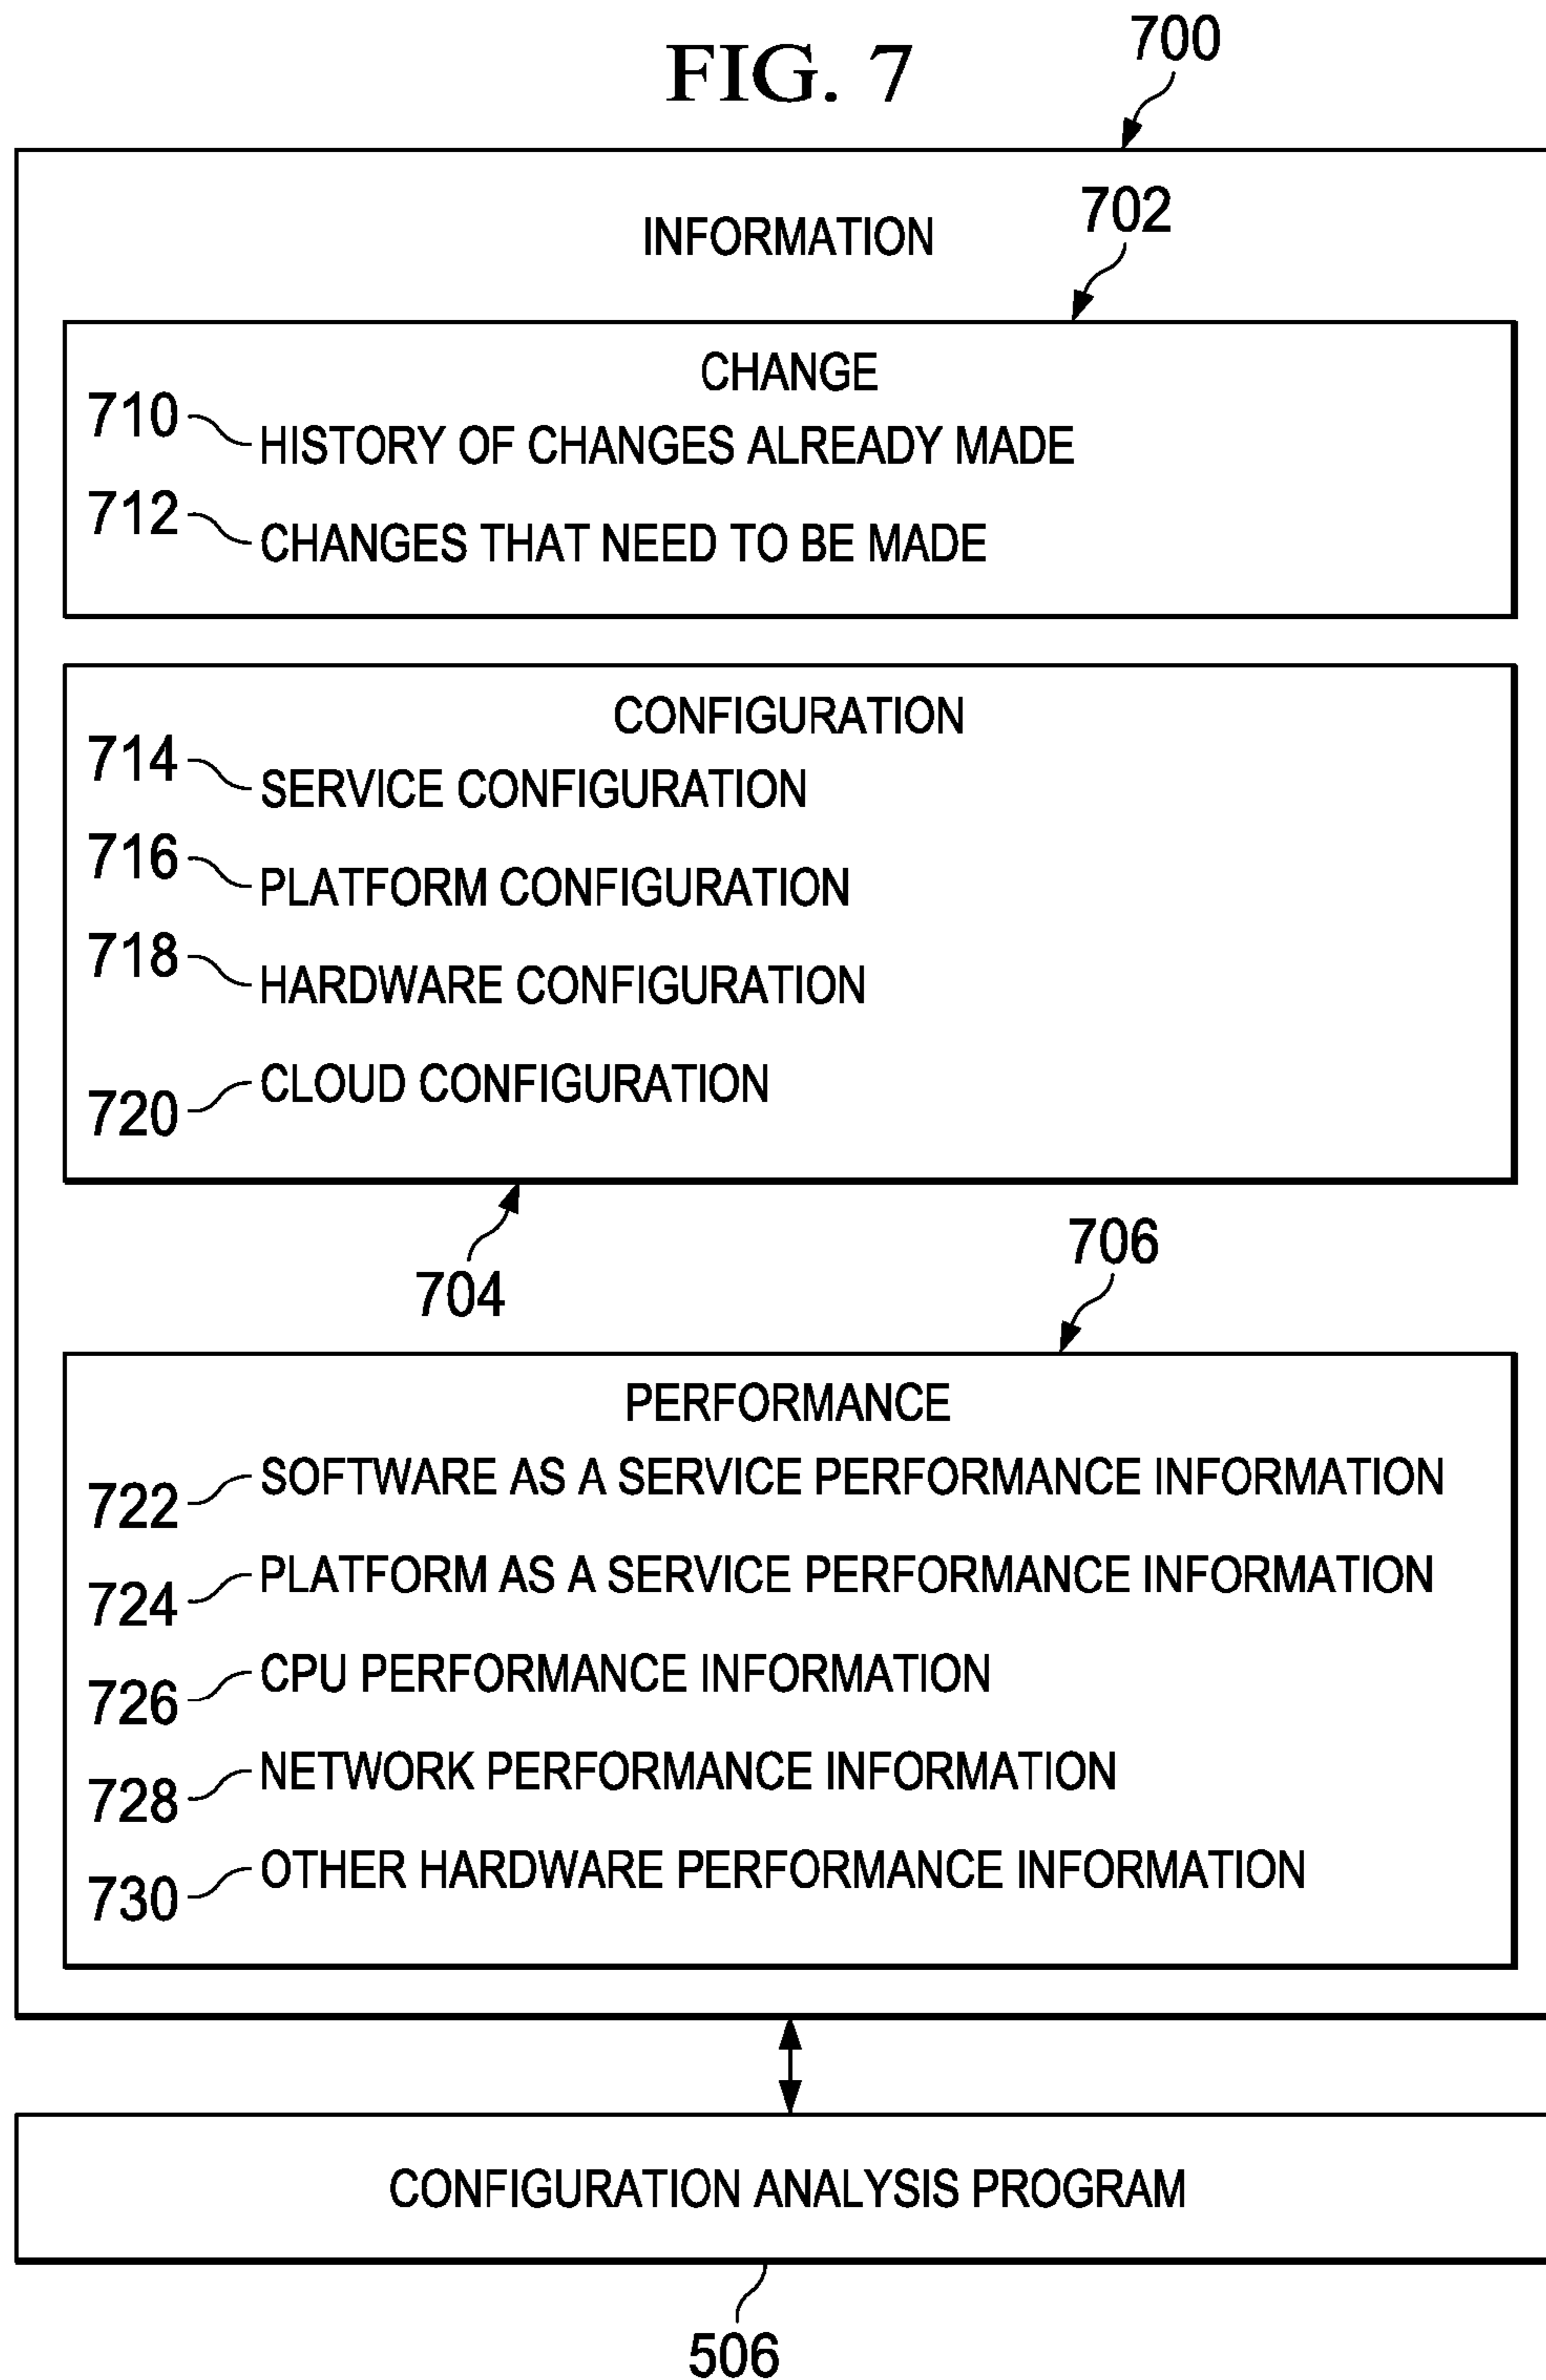 FIG. 7
700
INFORMATION
702
CHANGE
710 HISTORY OF CHANGES ALREADY MADE
712 CHANGES THAT NEED TO BE MADE
CONFIGURATION
714 SERVICE CONFIGURATION
716 PLATFORM CONFIGURATION
718 HARDWARE CONFIGURATION
720 CLOUD CONFIGURATION
704
706
PERFORMANCE
722 SOFTWARE AS A SERVICE PERFORMANCE INFORMATION
724 PLATFORM AS A SERVICE PERFORMANCE INFORMATION
726 CPU PERFORMANCE INFORMATION
728 NETWORK PERFORMANCE INFORMATION
730 OTHER HARDWARE PERFORMANCE INFORMATION
CONFIGURATION ANALYSIS PROGRAM
506